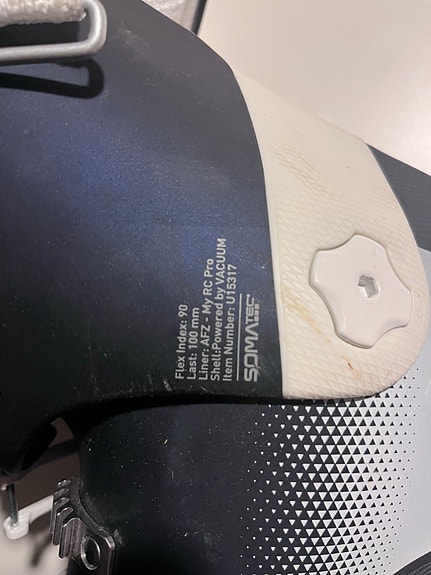 Flex Index: 90
Last: 100 mm
Liner: AFZ - My RC Pro
Shell:Powered by VACUUM
Item Number: U15317
SOMATEC